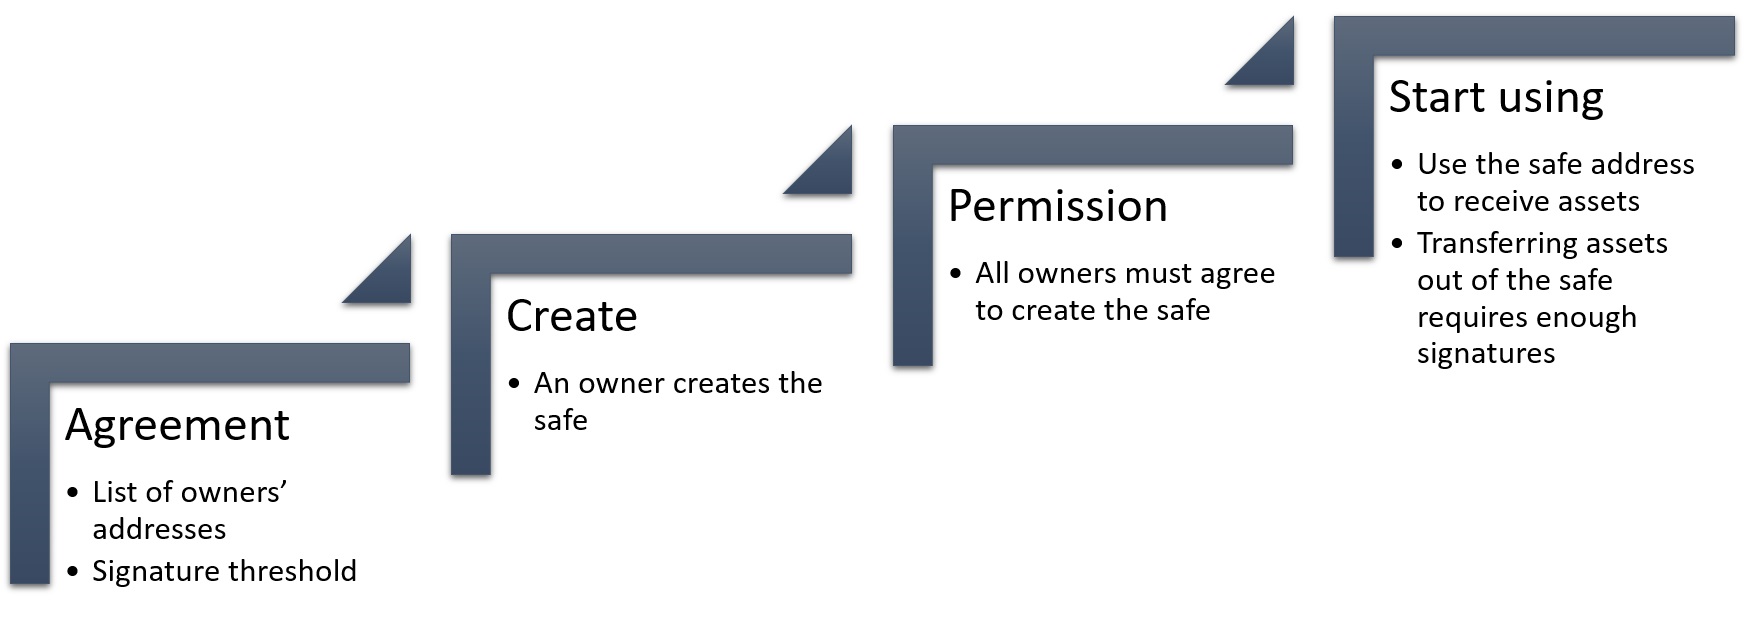 Agreement
• List of owners’
addresses
• Signature threshold
Create
• An owner creates the
safe
Permission
• All owners must agree
to create the safe
Start using
• Use the safe address
to receive assets
• Transferring assets
out of the safe
requires enough
signatures